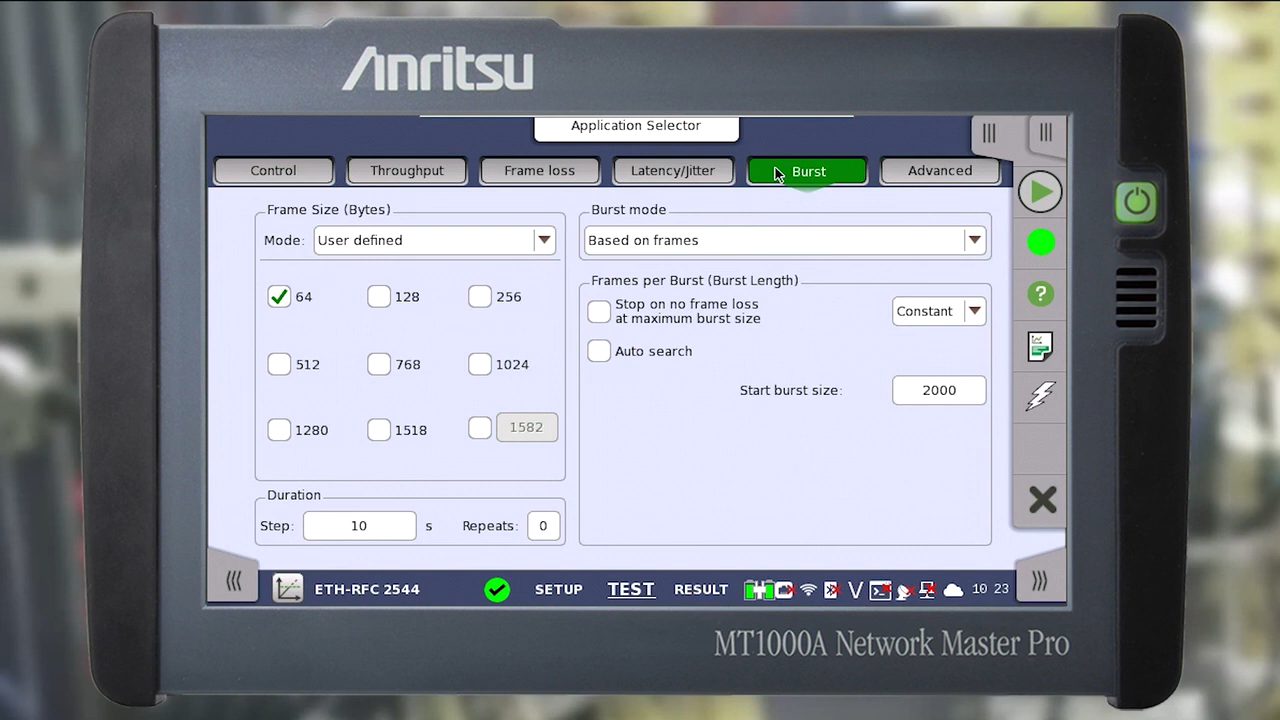 Anritsu
Application Selector
Control Throughput Frame loss Latency/Jitter Burst Advanced
Frame Size (Bytes)
Mode: User defined
64 128 256
512 768 1024
1280 1518 1582
Duration
Step: 10 s Repeats: 0
Burst mode
Based on frames
Frames per Burst (Burst Length)
Stop on no frame loss
at maximum burst size
Constant
Auto search
Start burst size: 2000
?
ETH-RFC 2544 SETUP TEST RESULT V 10 23
MT1000A Network Master Pro